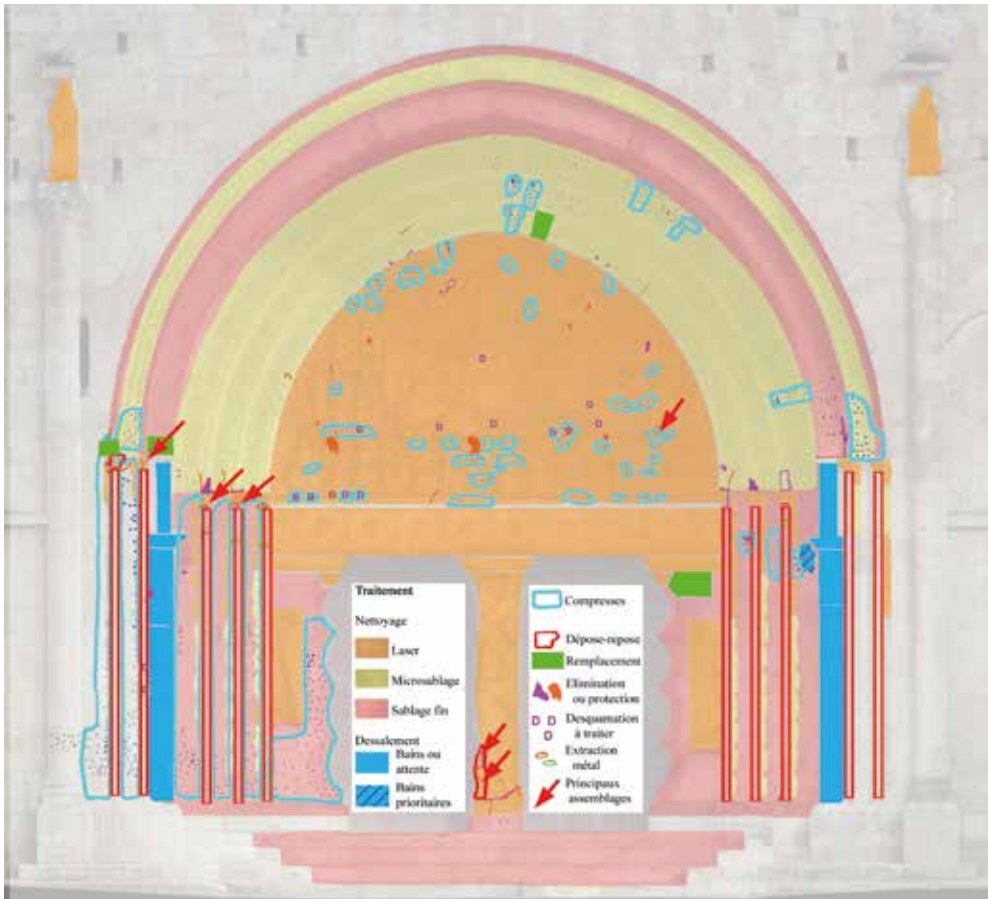 Traitement
Nettoyage
Laser
Microsablage
Sablage fin
Dessalement
Bains ou
attente
Bains
prioritaires
Compresses
Dépose-repose
Remplacement
Elimination
ou protection
Desquamation
à traiter
Extraction
métal
Principaux
assemblages